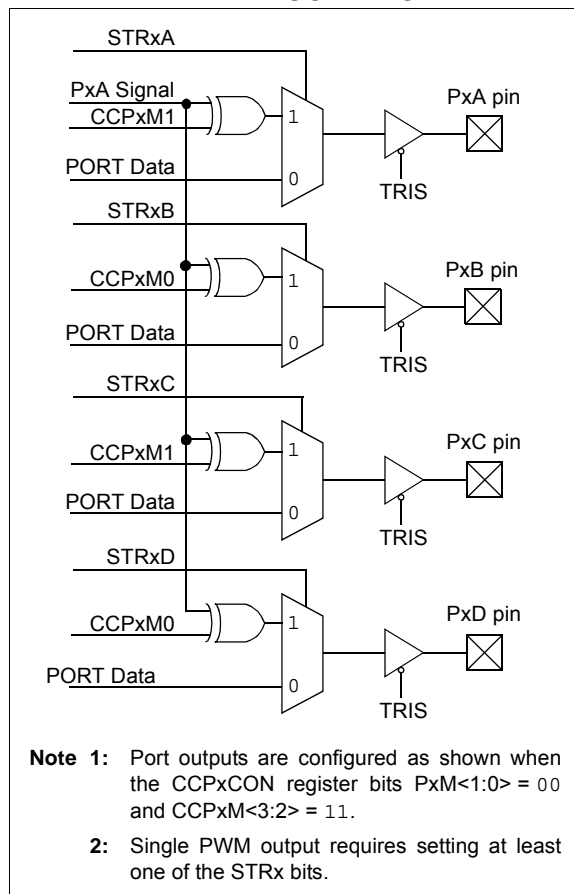 STRxA
PxA Signal
CCPxM1
PORT Data
1
0
TRIS
PxA pin
STRxB
CCPxM0
PORT Data
1
0
TRIS
PxB pin
STRxC
CCPxM1
PORT Data
1
0
TRIS
PxC pin
STRxD
CCPxM0
PORT Data
1
0
TRIS
PxD pin
Note 1: Port outputs are configured as shown when
the CCPxCON register bits PxM<1:0> = 00
and CCPxM<3:2> = 11.
2: Single PWM output requires setting at least
one of the STRx bits.